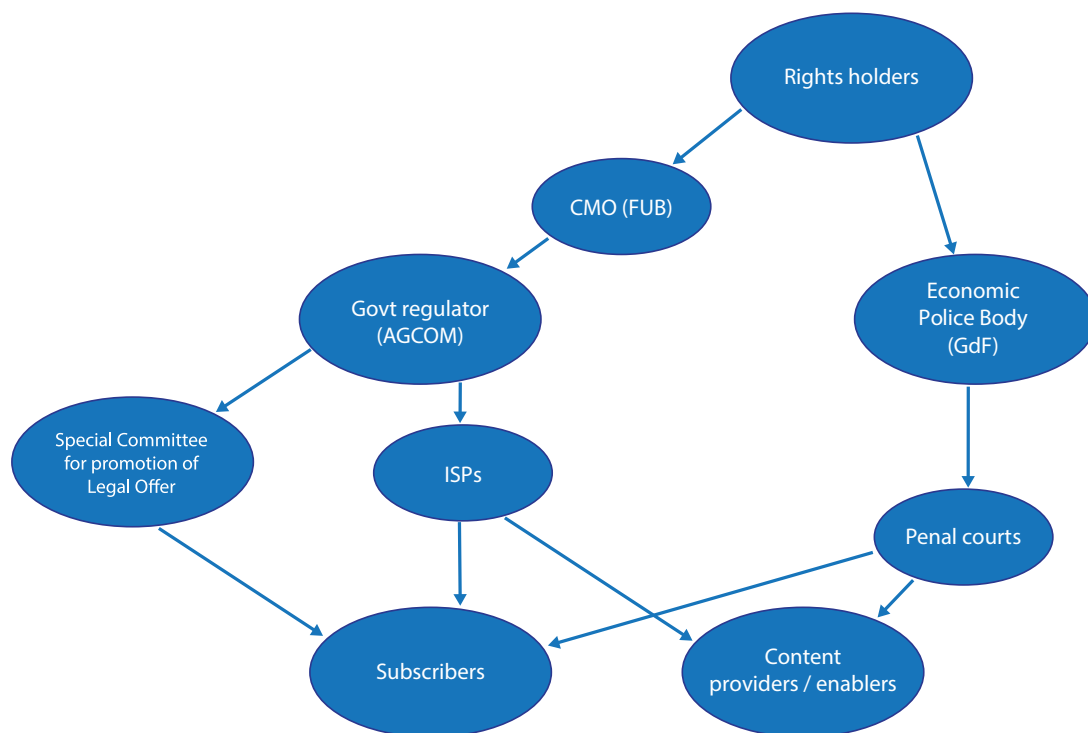 Rights holders
CMO (FUB)
Govt regulator
(AGCOM)
Economic
Police Body
(GdF)
Special Committee
for promotion of
Legal Offer
ISPs
Penal courts
Subscribers
Content
providers / enablers